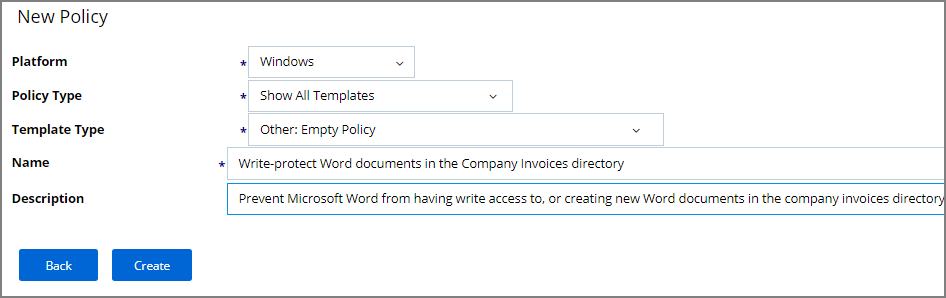 New Policy
Platform * Windows
Policy Type * Show All Templates
Template Type * Other: Empty Policy
Name * Write-protect Word documents in the Company Invoices directory
Description Prevent Microsoft Word from having write access to, or creating new Word documents in the company invoices directory
Back Create